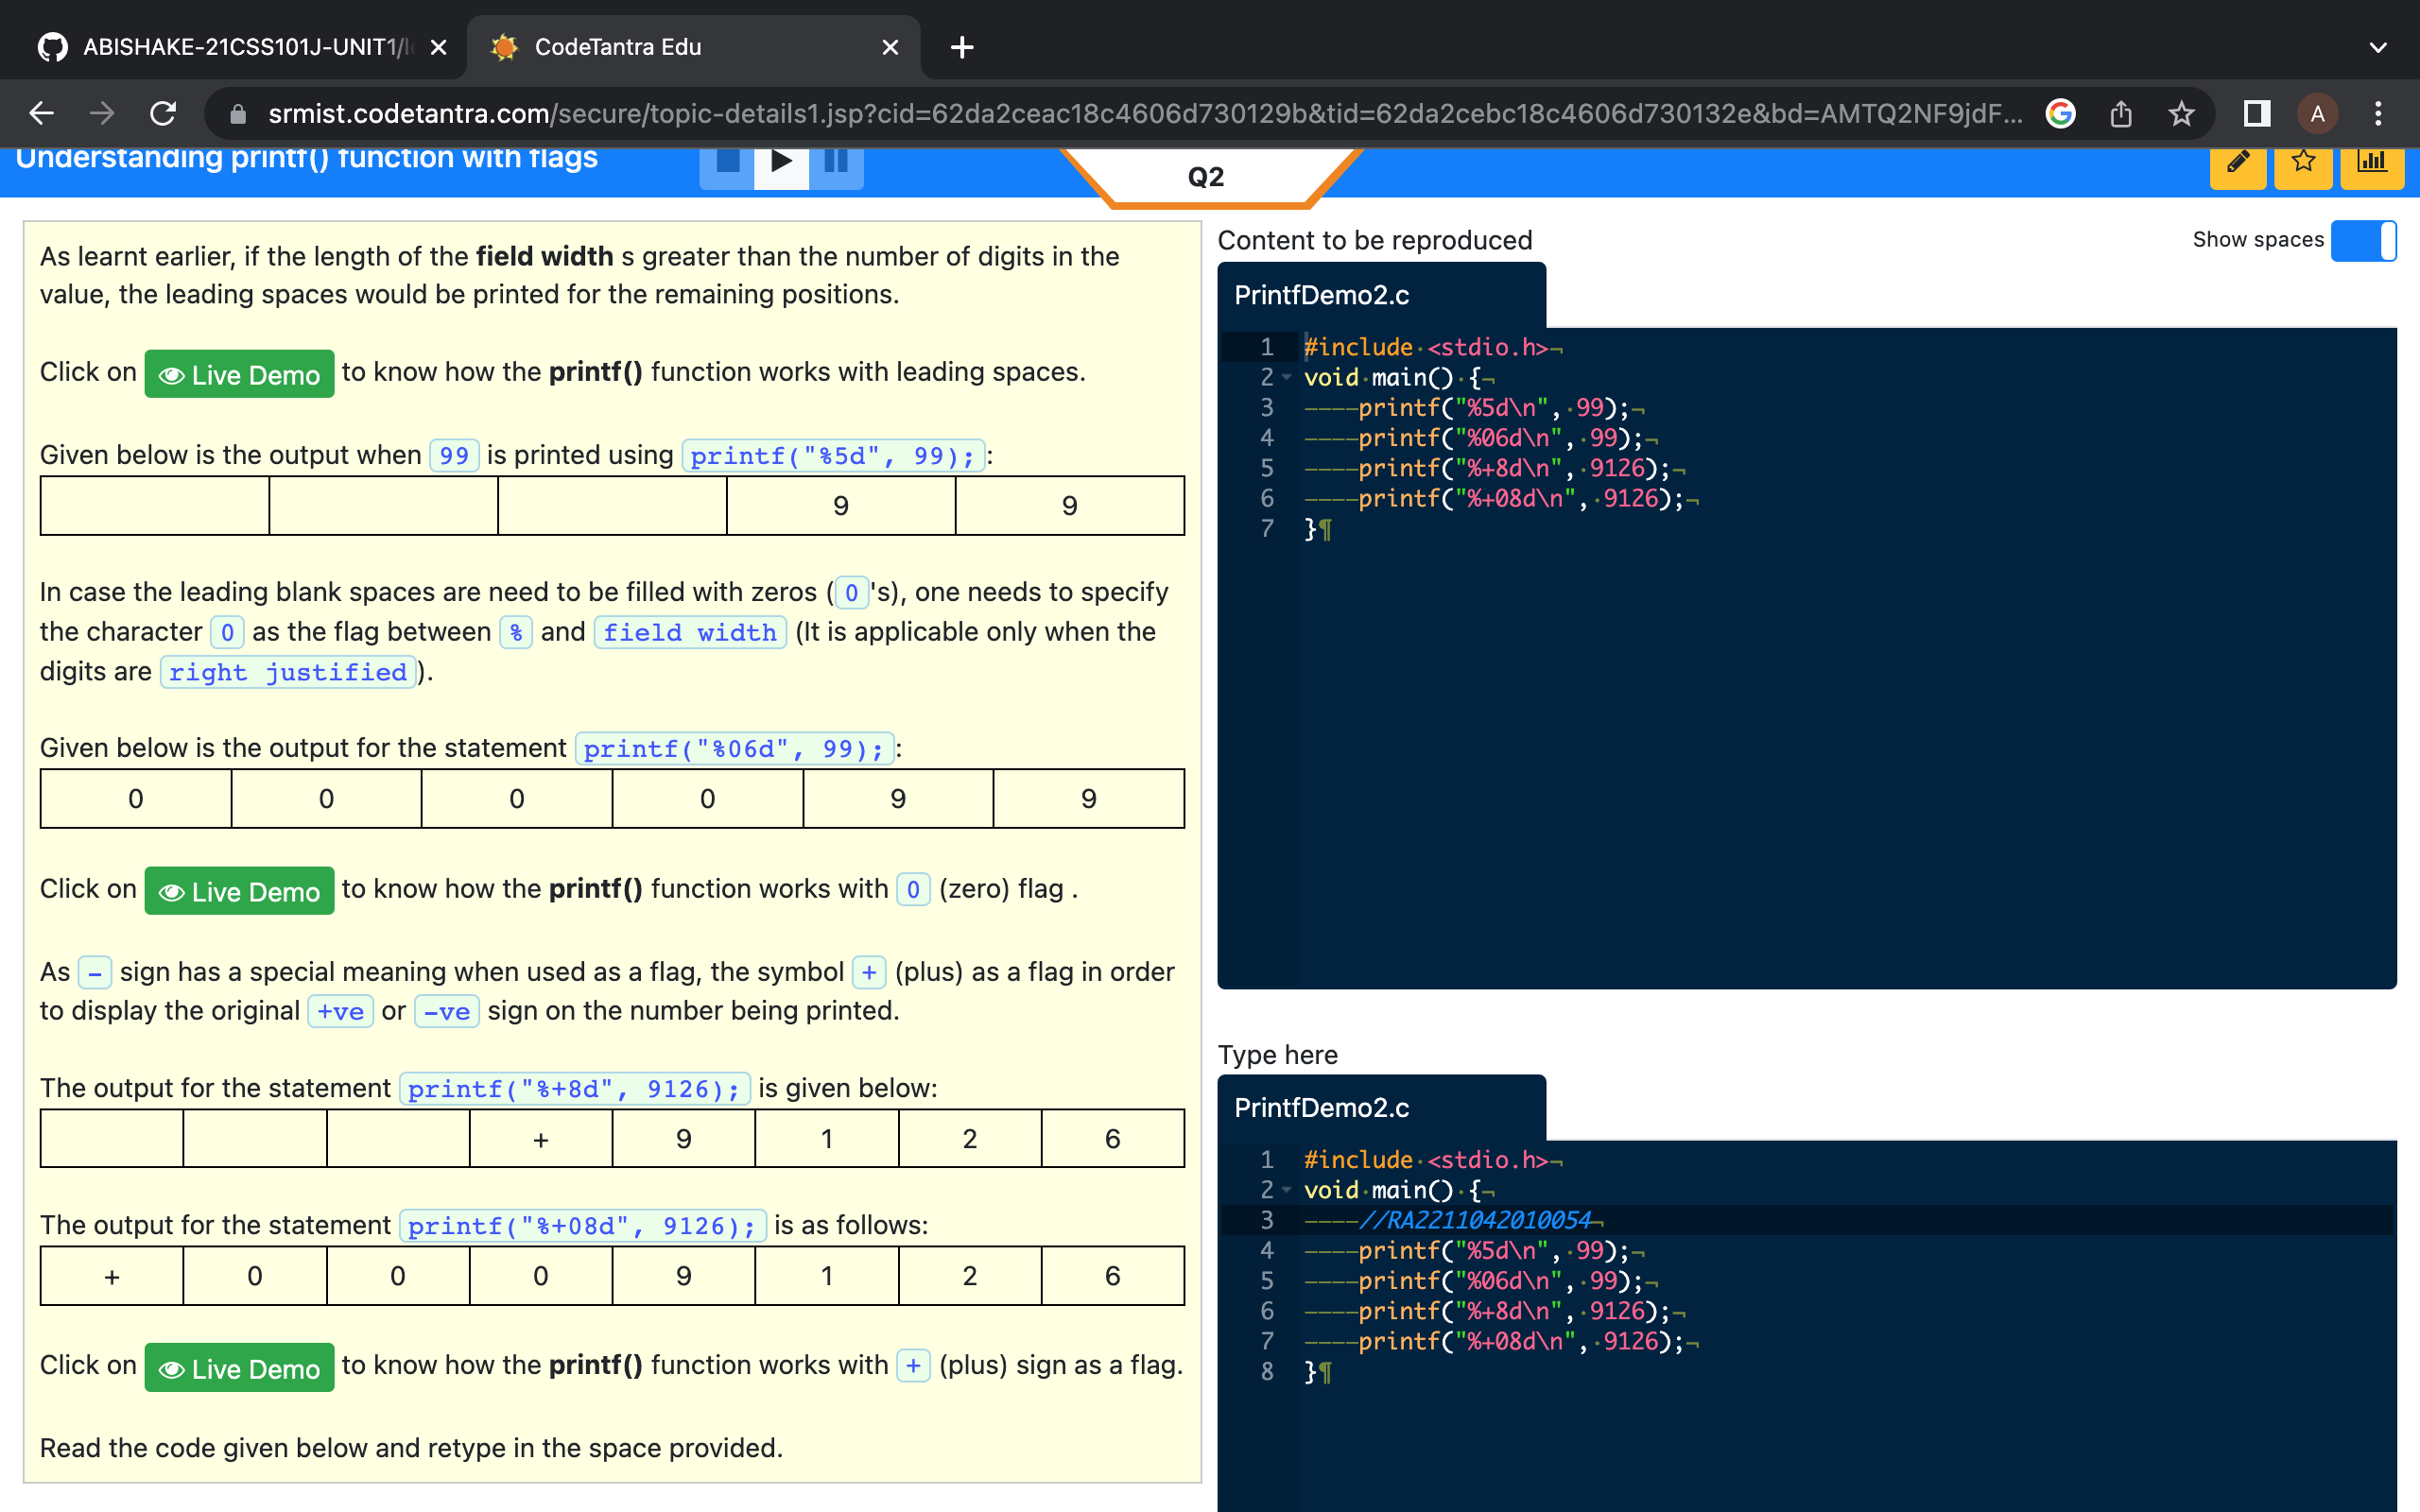 ABISHAKE-21CSS101J-UNIT1/l
CodeTantra Edu
srmist.codetantra.com/secure/topic-details1.jsp?cid=62da2ceac18c4606d730129b&tid=62da2cebc18c4606d730132e&bd=AMTQ2NF9jdF...
A
Understanding printf() function with flags
Q2
As learnt earlier, if the length of the field width s greater than the number of digits in the
value, the leading spaces would be printed for the remaining positions.
Click on Live Demo to know how the printf() function works with leading spaces.
Given below is the output when 99 is printed using printf("%5d", 99);:
9 9
In case the leading blank spaces are need to be filled with zeros (0's), one needs to specify
the character 0 as the flag between % and field width (It is applicable only when the
digits are right justified).
Given below is the output for the statement printf("%06d", 99);:
0 0 0 0 9 9
Click on Live Demo to know how the printf() function works with 0 (zero) flag .
As - sign has a special meaning when used as a flag, the symbol + (plus) as a flag in order
to display the original +ve or -ve sign on the number being printed.
The output for the statement printf("%+8d", 9126); is given below:
+ 9 1 2 6
The output for the statement printf("%+08d", 9126); is as follows:
+ 0 0 0 9 1 2 6
Click on Live Demo to know how the printf() function works with + (plus) sign as a flag.
Read the code given below and retype in the space provided.
Content to be reproduced
Show spaces
PrintfDemo2.c
1 #include·<stdio.h>¬
2 void·main()·{¬
3 ————printf("%5d\n",·99);¬
4 ————printf("%06d\n",·99);¬
5 ————printf("%+8d\n",·9126);¬
6 ————printf("%+08d\n",·9126);¬
7 }¶
Type here
PrintfDemo2.c
1 #include·<stdio.h>¬
2 void·main()·{¬
3 ————//RA2211042010054¬
4 ————printf("%5d\n",·99);¬
5 ————printf("%06d\n",·99);¬
6 ————printf("%+8d\n",·9126);¬
7 ————printf("%+08d\n",·9126);¬
8 }¶